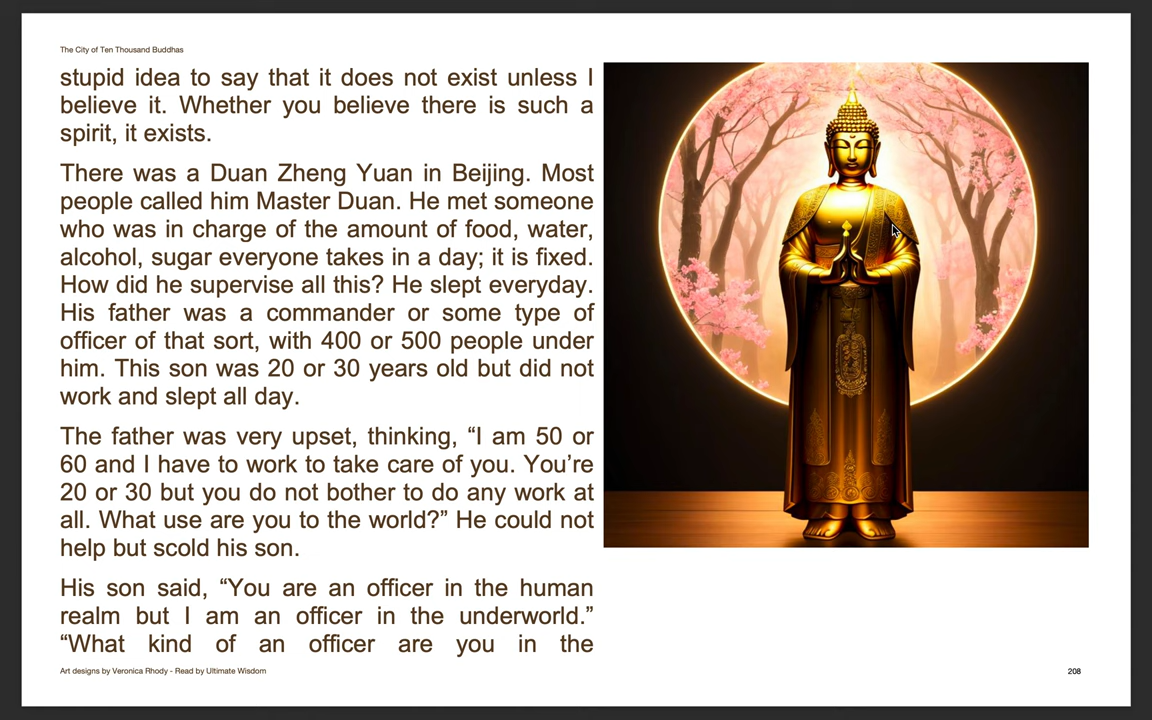 The City of Ten Thousand Buddhas
stupid idea to say that it does not exist unless I
believe it. Whether you believe there is such a
spirit, it exists.
There was a Duan Zheng Yuan in Beijing. Most
people called him Master Duan. He met someone
who was in charge of the amount of food, water,
alcohol, sugar everyone takes in a day; it is fixed.
How did he supervise all this? He slept everyday.
His father was a commander or some type of
officer of that sort, with 400 or 500 people under
him. This son was 20 or 30 years old but did not
work and slept all day.
The father was very upset, thinking, “I am 50 or
60 and I have to work to take care of you. You’re
20 or 30 but you do not bother to do any work at
all. What use are you to the world?” He could not
help but scold his son.
His son said, “You are an officer in the human
realm but I am an officer in the underworld.”
“What kind of an officer are you in the
Art designs by Veronica Rhody - Read by Ultimate Wisdom
208